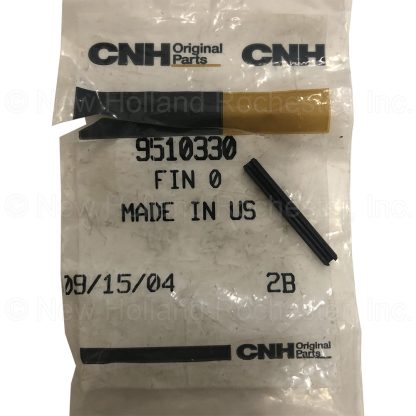 CNH Original Parts CNH
9510330
FIN 0
MADE IN US
09/15/04 2B
CNH Original Parts
© New Holland Rochester, Inc.
© New Holland Rochester, Inc.
© New Holland Rochester, Inc.